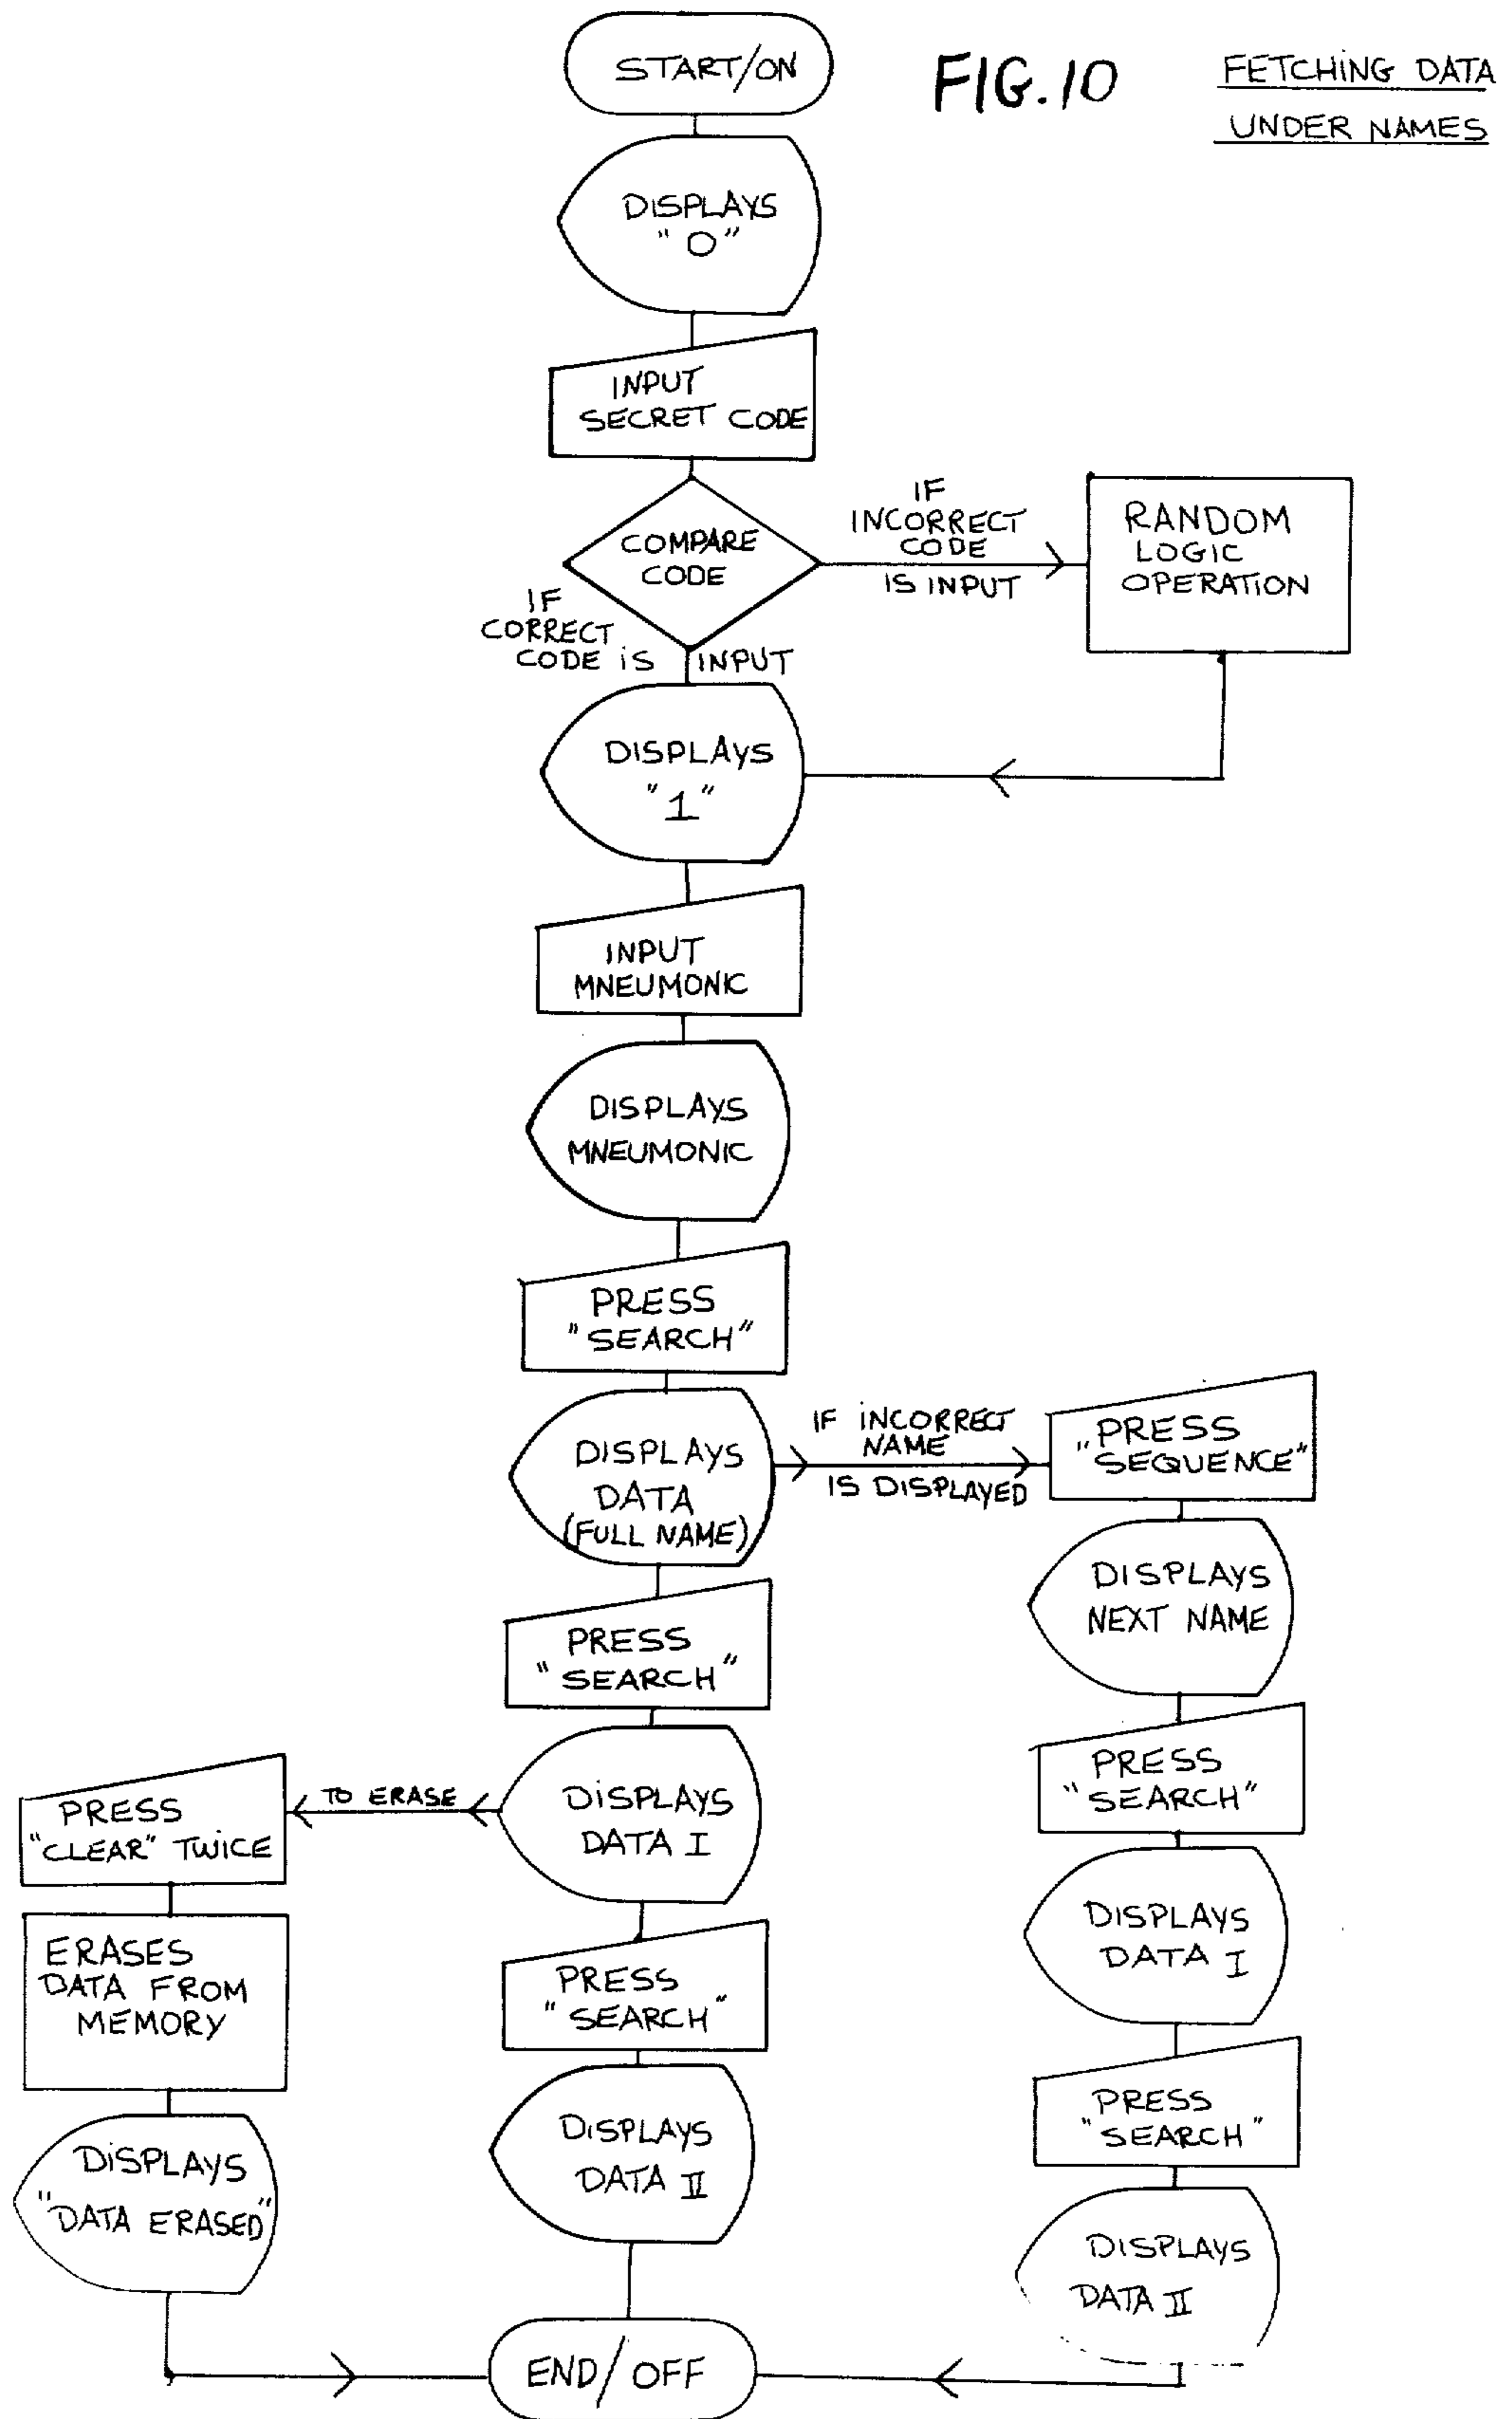 START/ON
FIG.10
FETCHING DATA
UNDER NAMES
DISPLAYS
"0"
INPUT
SECRET CODE
COMPARE
CODE
IF
INCORRECT
CODE
IS INPUT
RANDOM
LOGIC
OPERATION
IF
CORRECT
CODE iS INPUT
DISPLAYS
"1"
INPUT
MNEUMONIC
DISPLAYS
MNEUMONIC
PRESS
"SEARCH"
DISPLAYS
DATA
(FULL NAME)
IF INCORRECT
NAME
IS DISPLAYED
"PRESS
SEQUENCE"
DISPLAYS
NEXT NAME
PRESS
"SEARCH"
DISPLAYS
DATA I
TO ERASE
PRESS
"CLEAR" TWICE
ERASES
DATA FROM
MEMORY
DISPLAYS
"DATA ERASED"
PRESS
"SEARCH"
DISPLAYS
DATA II
PRESS
"SEARCH"
DISPLAYS
DATA I
PRESS
"SEARCH"
DISPLAYS
DATA II
END/OFF